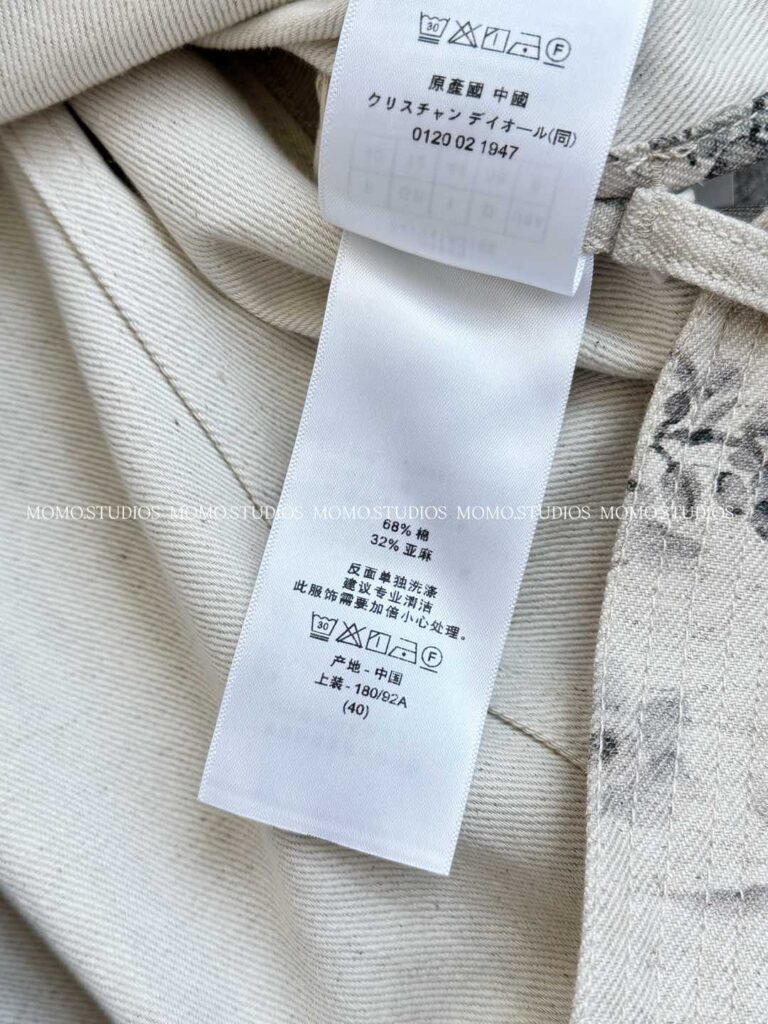 30 F
原產國 中國
クリスチャン デイオール(同)
0120 02 1947
MOMO.STUDIOS MOMO.STUDIOS MOMO.STUDIOS MOMO.STUDIOS MOMO.STUDIOS
68% 棉
32% 亚麻
反面单独洗涤
建议专业清洁
此服饰需要加倍小心处理。
30 F
产地 - 中国
上装 - 180/92A
(40)